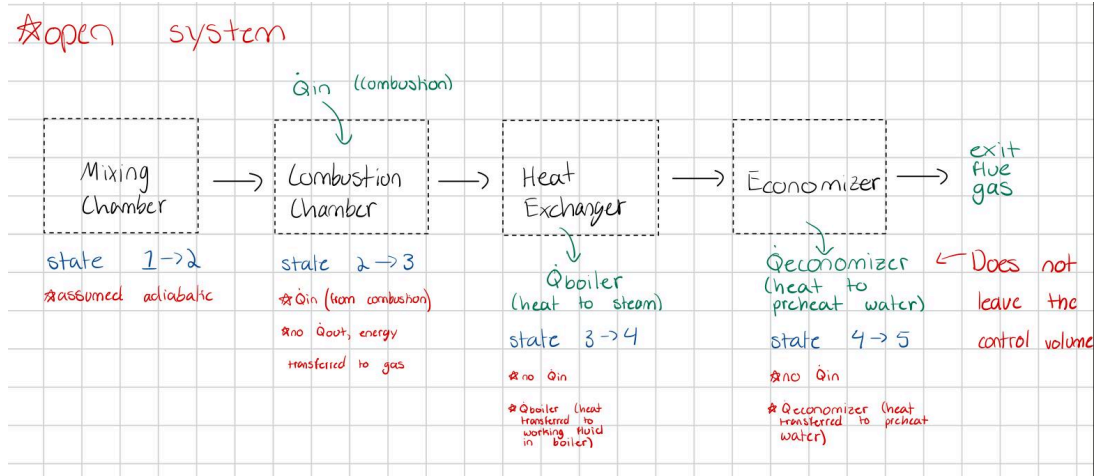 ☆open system
Q̇in (combustion)
Mixing
Chamber
Combustion
Chamber
Heat
Exchanger
Economizer
exit
flue
gas
state 1→2
☆assumed adiabatic
state 2→3
☆Q̇in (from combustion)
☆no Q̇out, energy
transferred to gas
Q̇boiler
(heat to steam)
state 3→4
☆no Q̇in
☆Q̇boiler (heat
transferred to
working fluid
in boiler)
Q̇economizer
(heat to
preheat water)
state 4→5
☆no Q̇in
☆Q̇economizer (heat
transferred to preheat
water)
← Does not
leave the
control volume